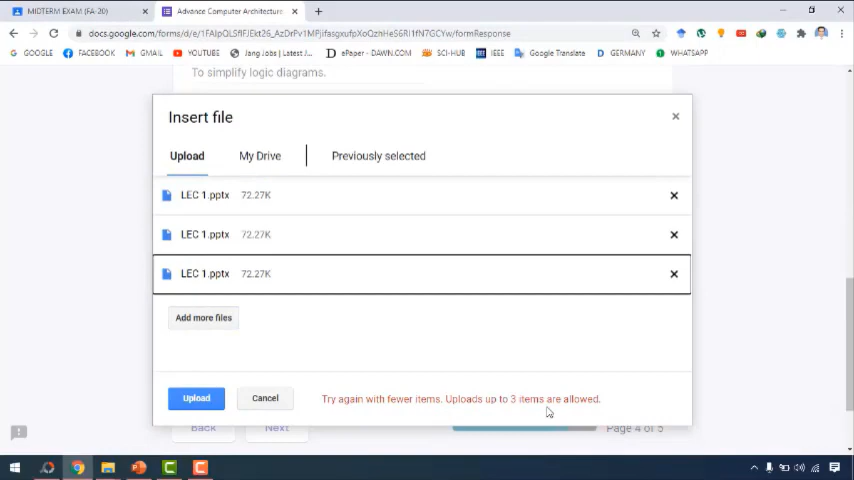 MIDTERM EXAM (FA-20)
Advance Computer Architecture
docs.google.com/forms/d/e/1FAIpQLSflFJEkt26_AzDrPv1MPjifasgxufpXoQzhHeS6RI1fN7GCYw/formResponse
GOOGLE FACEBOOK GMAIL YOUTUBE Jang Jobs | Latest J... ePaper - DAWN.COM SCI-HUB IEEE Google Translate GERMANY WHATSAPP
To simplify logic diagrams.
Insert file
Upload My Drive Previously selected
LEC 1.pptx 72.27K
LEC 1.pptx 72.27K
LEC 1.pptx 72.27K
Add more files
Upload Cancel Try again with fewer items. Uploads up to 3 items are allowed.
Back Next Page 4 of 5